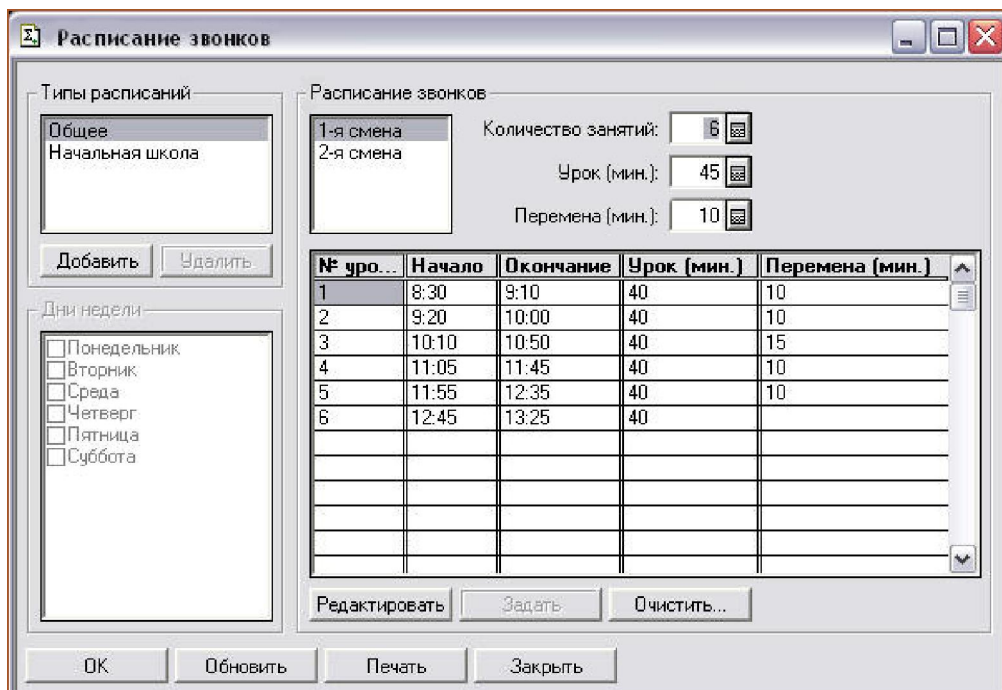 Расписание звонков
Типы расписаний
Общее
Начальная школа
Добавить Удалить
Дни недели
Понедельник
Вторник
Среда
Четверг
Пятница
Суббота
Расписание звонков
1-я смена
2-я смена
Количество занятий: 6
Урок (мин.): 45
Перемена (мин.): 10
№ уро... Начало Окончание Урок (мин.) Перемена (мин.)
1 8:30 9:10 40 10
2 9:20 10:00 40 10
3 10:10 10:50 40 15
4 11:05 11:45 40 10
5 11:55 12:35 40 10
6 12:45 13:25 40
Редактировать Задать Очистить...
ОК Обновить Печать Закрыть